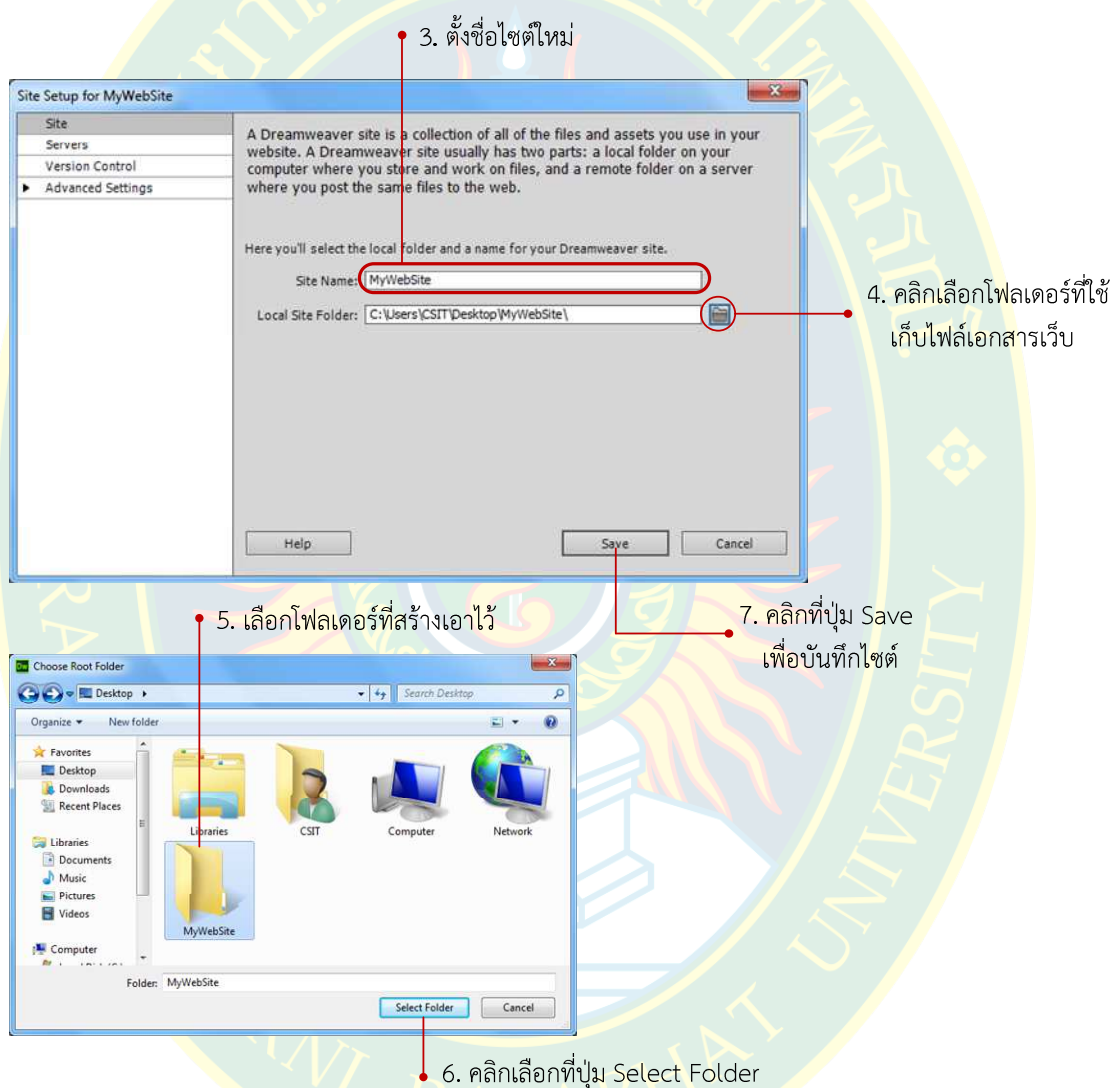 3. ตั้งชื่อไซต์ใหม่
Site Setup for MyWebSite
Site
Servers
Version Control
Advanced Settings
A Dreamweaver site is a collection of all of the files and assets you use in your
website. A Dreamweaver site usually has two parts: a local folder on your
computer where you store and work on files, and a remote folder on a server
where you post the same files to the web.
Here you'll select the local folder and a name for your Dreamweaver site.
Site Name: MyWebSite
Local Site Folder: C:\Users\CSIT\Desktop\MyWebSite\
4. คลิกเลือกโฟลเดอร์ที่ใช้
เก็บไฟล์เอกสารเว็บ
Help
Save
Cancel
5. เลือกโฟลเดอร์ที่สร้างเอาไว้
7. คลิกที่ปุ่ม Save
เพื่อบันทึกไซต์
Choose Root Folder
Desktop
Search Desktop
Organize
New folder
Favorites
Desktop
Downloads
Recent Places
Libraries
Documents
Music
Pictures
Videos
Computer
Libraries
CSIT
Computer
Network
MyWebSite
Folder: MyWebSite
Select Folder
Cancel
6. คลิกเลือกที่ปุ่ม Select Folder
UNIVERSITY